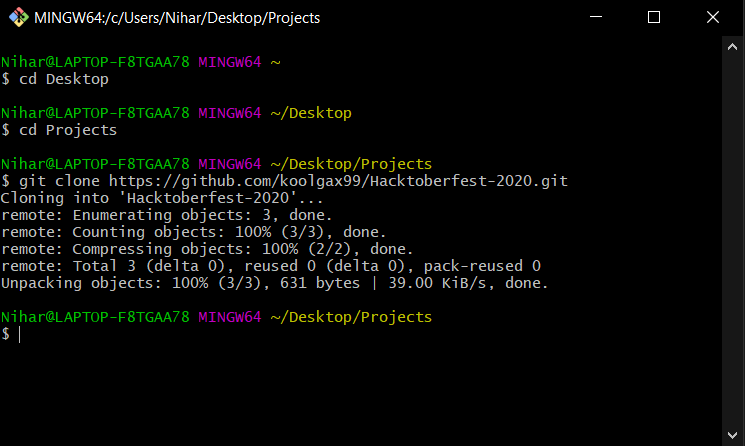 MINGW64:/c/Users/Nihar/Desktop/Projects
Nihar@LAPTOP-F8TGAA78 MINGW64 ~
$ cd Desktop
Nihar@LAPTOP-F8TGAA78 MINGW64 ~/Desktop
$ cd Projects
Nihar@LAPTOP-F8TGAA78 MINGW64 ~/Desktop/Projects
$ git clone https://github.com/koolgax99/Hacktoberfest-2020.git
Cloning into 'Hacktoberfest-2020'...
remote: Enumerating objects: 3, done.
remote: Counting objects: 100% (3/3), done.
remote: Compressing objects: 100% (2/2), done.
remote: Total 3 (delta 0), reused 0 (delta 0), pack-reused 0
Unpacking objects: 100% (3/3), 631 bytes | 39.00 KiB/s, done.
Nihar@LAPTOP-F8TGAA78 MINGW64 ~/Desktop/Projects
$